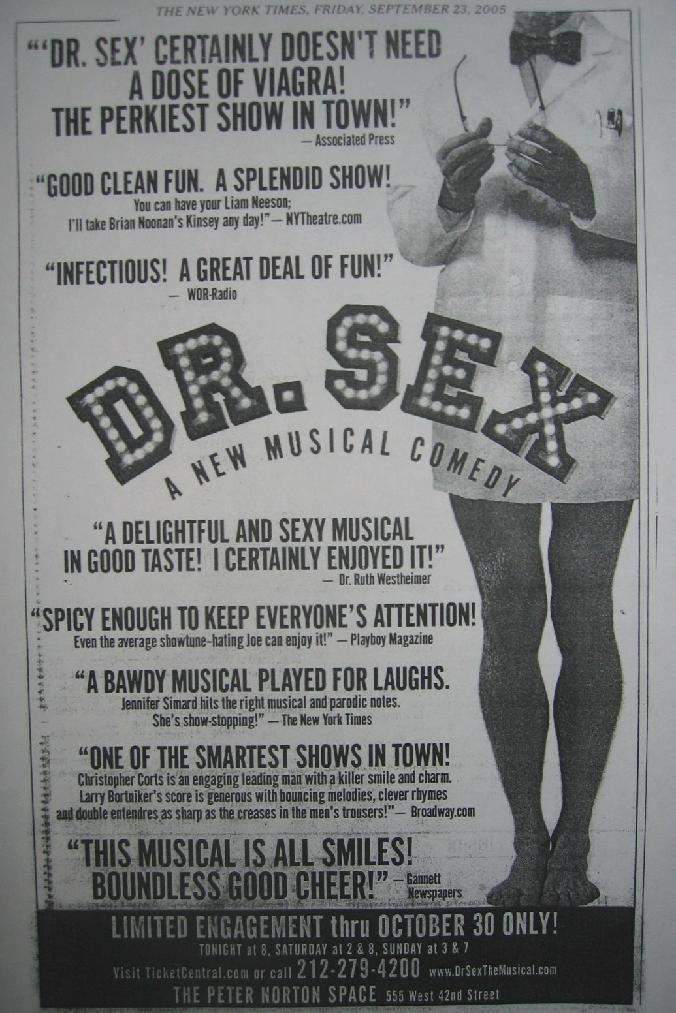 THE NEW YORK TIMES, FRIDAY, SEPTEMBER 23, 2005
“‘DR. SEX’ CERTAINLY DOESN'T NEED
A DOSE OF VIAGRA!
THE PERKIEST SHOW IN TOWN!”
— Associated Press
“GOOD CLEAN FUN. A SPLENDID SHOW!
You can have your Liam Neeson;
I'll take Brian Noonan's Kinsey any day!” — NYTheatre.com
“INFECTIOUS! A GREAT DEAL OF FUN!”
— WOR-Radio
DR. SEX
A NEW MUSICAL COMEDY
“A DELIGHTFUL AND SEXY MUSICAL
IN GOOD TASTE! I CERTAINLY ENJOYED IT!”
— Dr. Ruth Westheimer
“SPICY ENOUGH TO KEEP EVERYONE'S ATTENTION!
Even the average showtune-hating Joe can enjoy it!” — Playboy Magazine
“A BAWDY MUSICAL PLAYED FOR LAUGHS.
Jennifer Simard hits the right musical and parodic notes.
She's show-stopping!” — The New York Times
“ONE OF THE SMARTEST SHOWS IN TOWN!
Christopher Corts is an engaging leading man with a killer smile and charm.
Larry Bortniker's score is generous with bouncing melodies, clever rhymes
and double entendres as sharp as the creases in the men's trousers!” — Broadway.com
“THIS MUSICAL IS ALL SMILES!
BOUNDLESS GOOD CHEER!” — Gannett
Newspapers
LIMITED ENGAGEMENT thru OCTOBER 30 ONLY!
TONIGHT at 8, SATURDAY at 2 & 8, SUNDAY at 3 & 7
Visit TicketCentral.com or call 212-279-4200 www.DrSexTheMusical.com
THE PETER NORTON SPACE 555 West 42nd Street